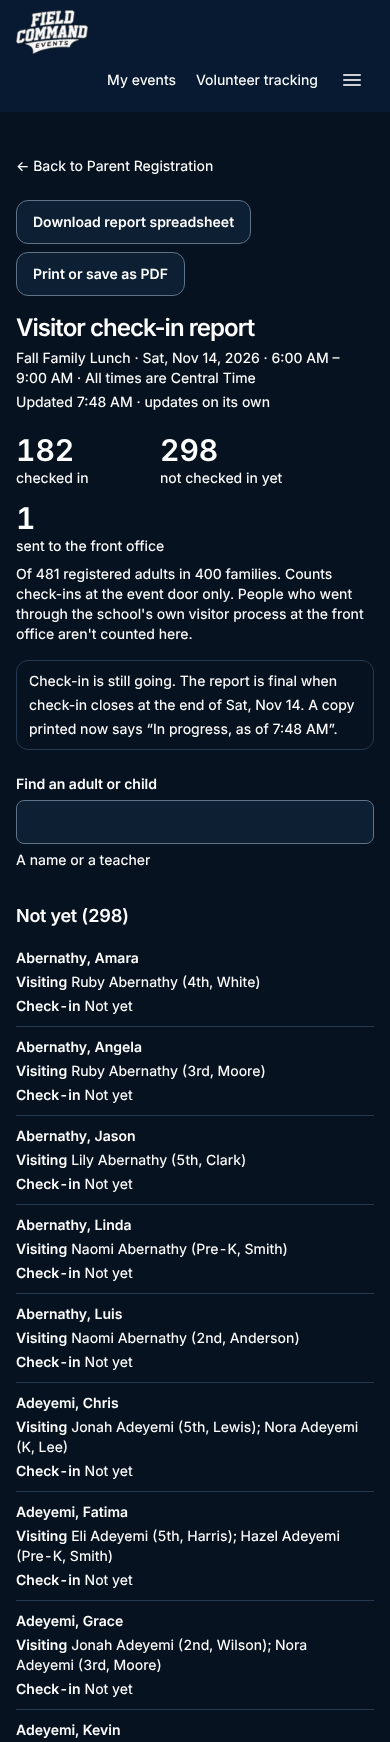 FIELD
COMMAND
EVENTS
My events Volunteer tracking
← Back to Parent Registration
Download report spreadsheet
Print or save as PDF
Visitor check-in report
Fall Family Lunch · Sat, Nov 14, 2026 · 6:00 AM –
9:00 AM · All times are Central Time
Updated 7:48 AM · updates on its own
182 298
checked in not checked in yet
1
sent to the front office
Of 481 registered adults in 400 families. Counts
check-ins at the event door only. People who went
through the school's own visitor process at the front
office aren't counted here.
Check-in is still going. The report is final when
check-in closes at the end of Sat, Nov 14. A copy
printed now says “In progress, as of 7:48 AM”.
Find an adult or child
A name or a teacher
Not yet (298)
Abernathy, Amara
Visiting Ruby Abernathy (4th, White)
Check-in Not yet
Abernathy, Angela
Visiting Ruby Abernathy (3rd, Moore)
Check-in Not yet
Abernathy, Jason
Visiting Lily Abernathy (5th, Clark)
Check-in Not yet
Abernathy, Linda
Visiting Naomi Abernathy (Pre-K, Smith)
Check-in Not yet
Abernathy, Luis
Visiting Naomi Abernathy (2nd, Anderson)
Check-in Not yet
Adeyemi, Chris
Visiting Jonah Adeyemi (5th, Lewis); Nora Adeyemi
(K, Lee)
Check-in Not yet
Adeyemi, Fatima
Visiting Eli Adeyemi (5th, Harris); Hazel Adeyemi
(Pre-K, Smith)
Check-in Not yet
Adeyemi, Grace
Visiting Jonah Adeyemi (2nd, Wilson); Nora
Adeyemi (3rd, Moore)
Check-in Not yet
Adeyemi, Kevin